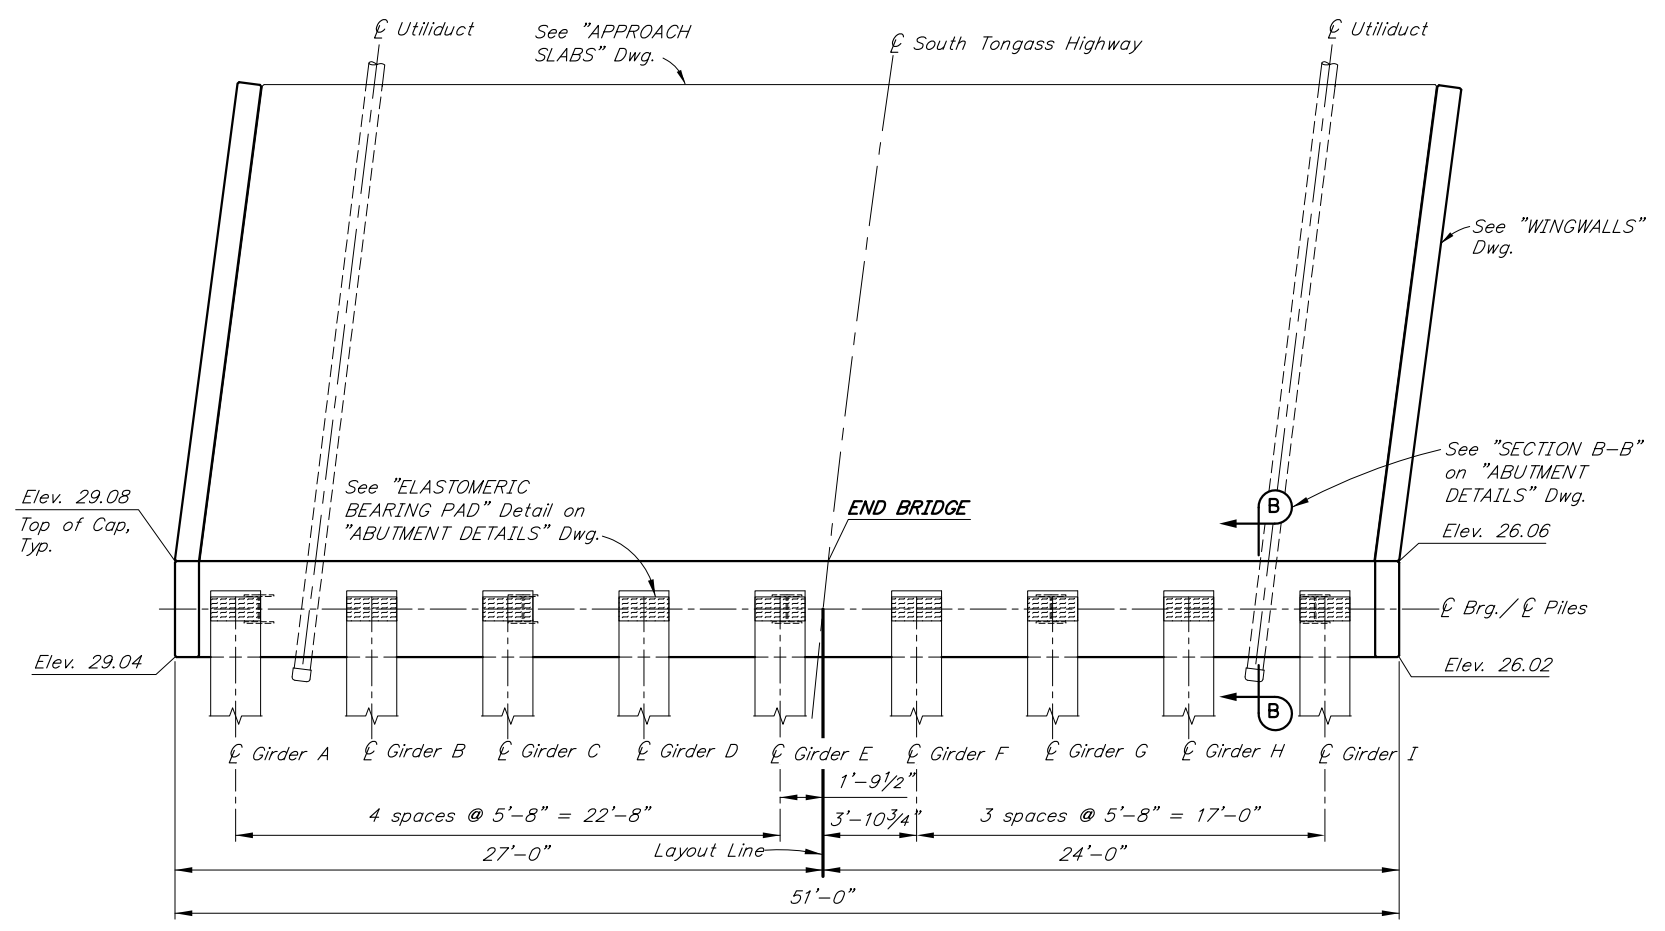 ℄ Utiliduct
See "APPROACH
SLABS" Dwg.
℄ South Tongass Highway
℄ Utiliduct
See "WINGWALLS"
Dwg.
See "SECTION B-B"
on "ABUTMENT
DETAILS" Dwg.
See "ELASTOMERIC
BEARING PAD" Detail on
"ABUTMENT DETAILS" Dwg.
Elev. 29.08
Top of Cap,
Typ.
END BRIDGE
B
Elev. 26.06
℄ Brg./ ℄ Piles
Elev. 29.04
Elev. 26.02
B
℄ Girder A
℄ Girder B
℄ Girder C
℄ Girder D
℄ Girder E
℄ Girder F
℄ Girder G
℄ Girder H
℄ Girder I
1'-9½"
4 spaces @ 5'-8" = 22'-8"
3'-10¾"
3 spaces @ 5'-8" = 17'-0"
27'-0"
Layout Line
24'-0"
51'-0"